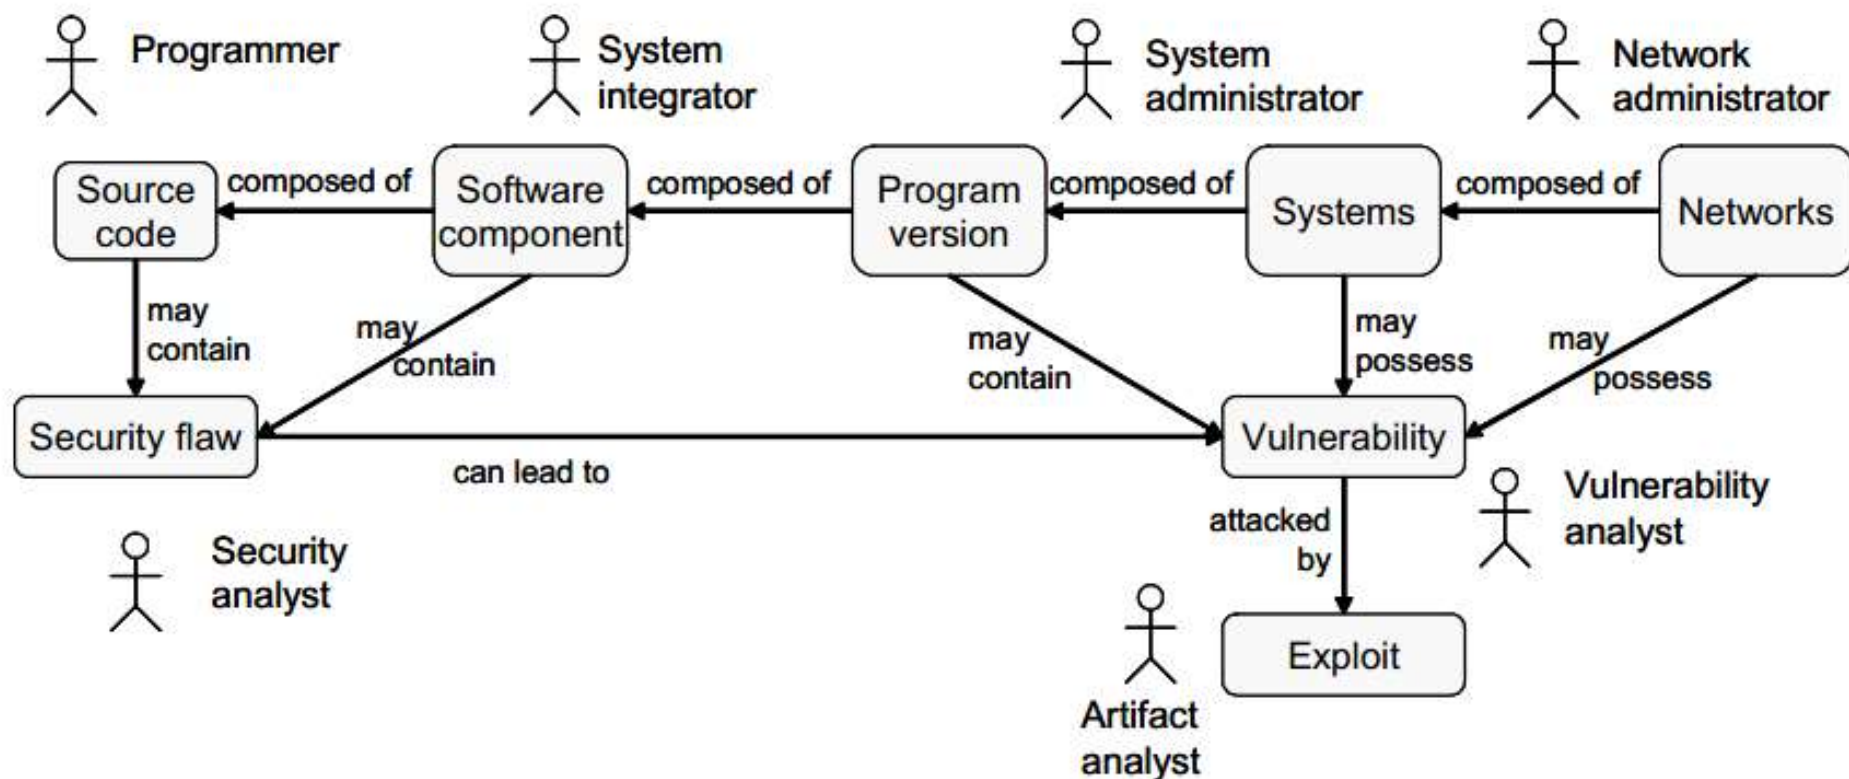 Programmer
System
integrator
System
administrator
Network
administrator
Source
code
composed of
Software
component
composed of
Program
version
composed of
Systems
composed of
Networks
may
contain
may
contain
may
contain
may
possess
may
possess
Security flaw
can lead to
Vulnerability
Security
analyst
attacked
by
Vulnerability
analyst
Exploit
Artifact
analyst